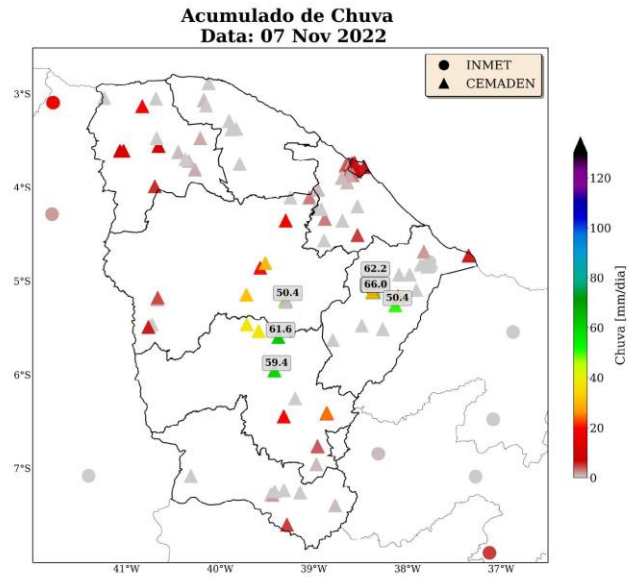 Acumulado de Chuva
Data: 07 Nov 2022
INMET
CEMADEN
3°S
4°S
5°S
6°S
7°S
62.2
66.0
50.4
50.4
61.6
59.4
41°W
40°W
39°W
38°W
37°W
120
100
80
60
40
20
0
Chuva [mm/dia]